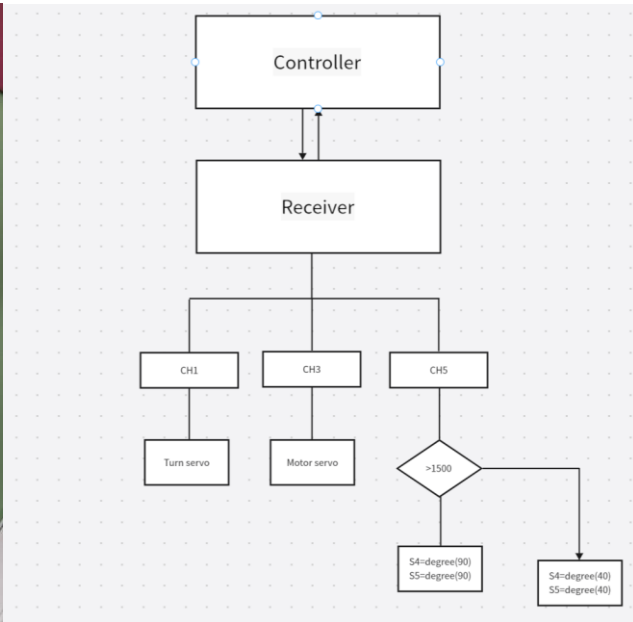 Controller
Receiver
CH1
CH3
CH5
Turn servo
Motor servo
>1500
S4=degree(90)
S5=degree(90)
S4=degree(40)
S5=degree(40)